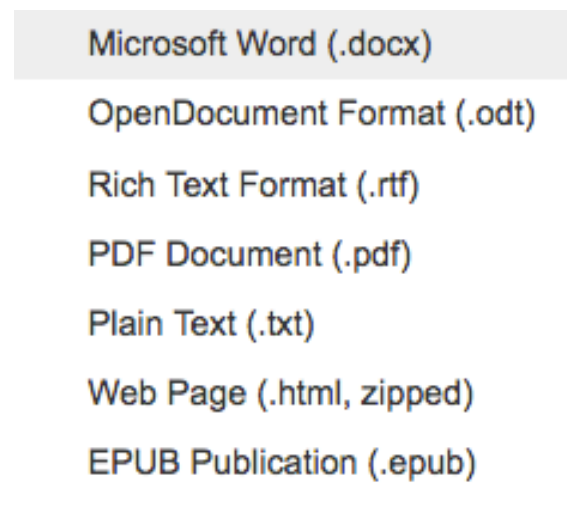 Microsoft Word (.docx)
OpenDocument Format (.odt)
Rich Text Format (.rtf)
PDF Document (.pdf)
Plain Text (.txt)
Web Page (.html, zipped)
EPUB Publication (.epub)